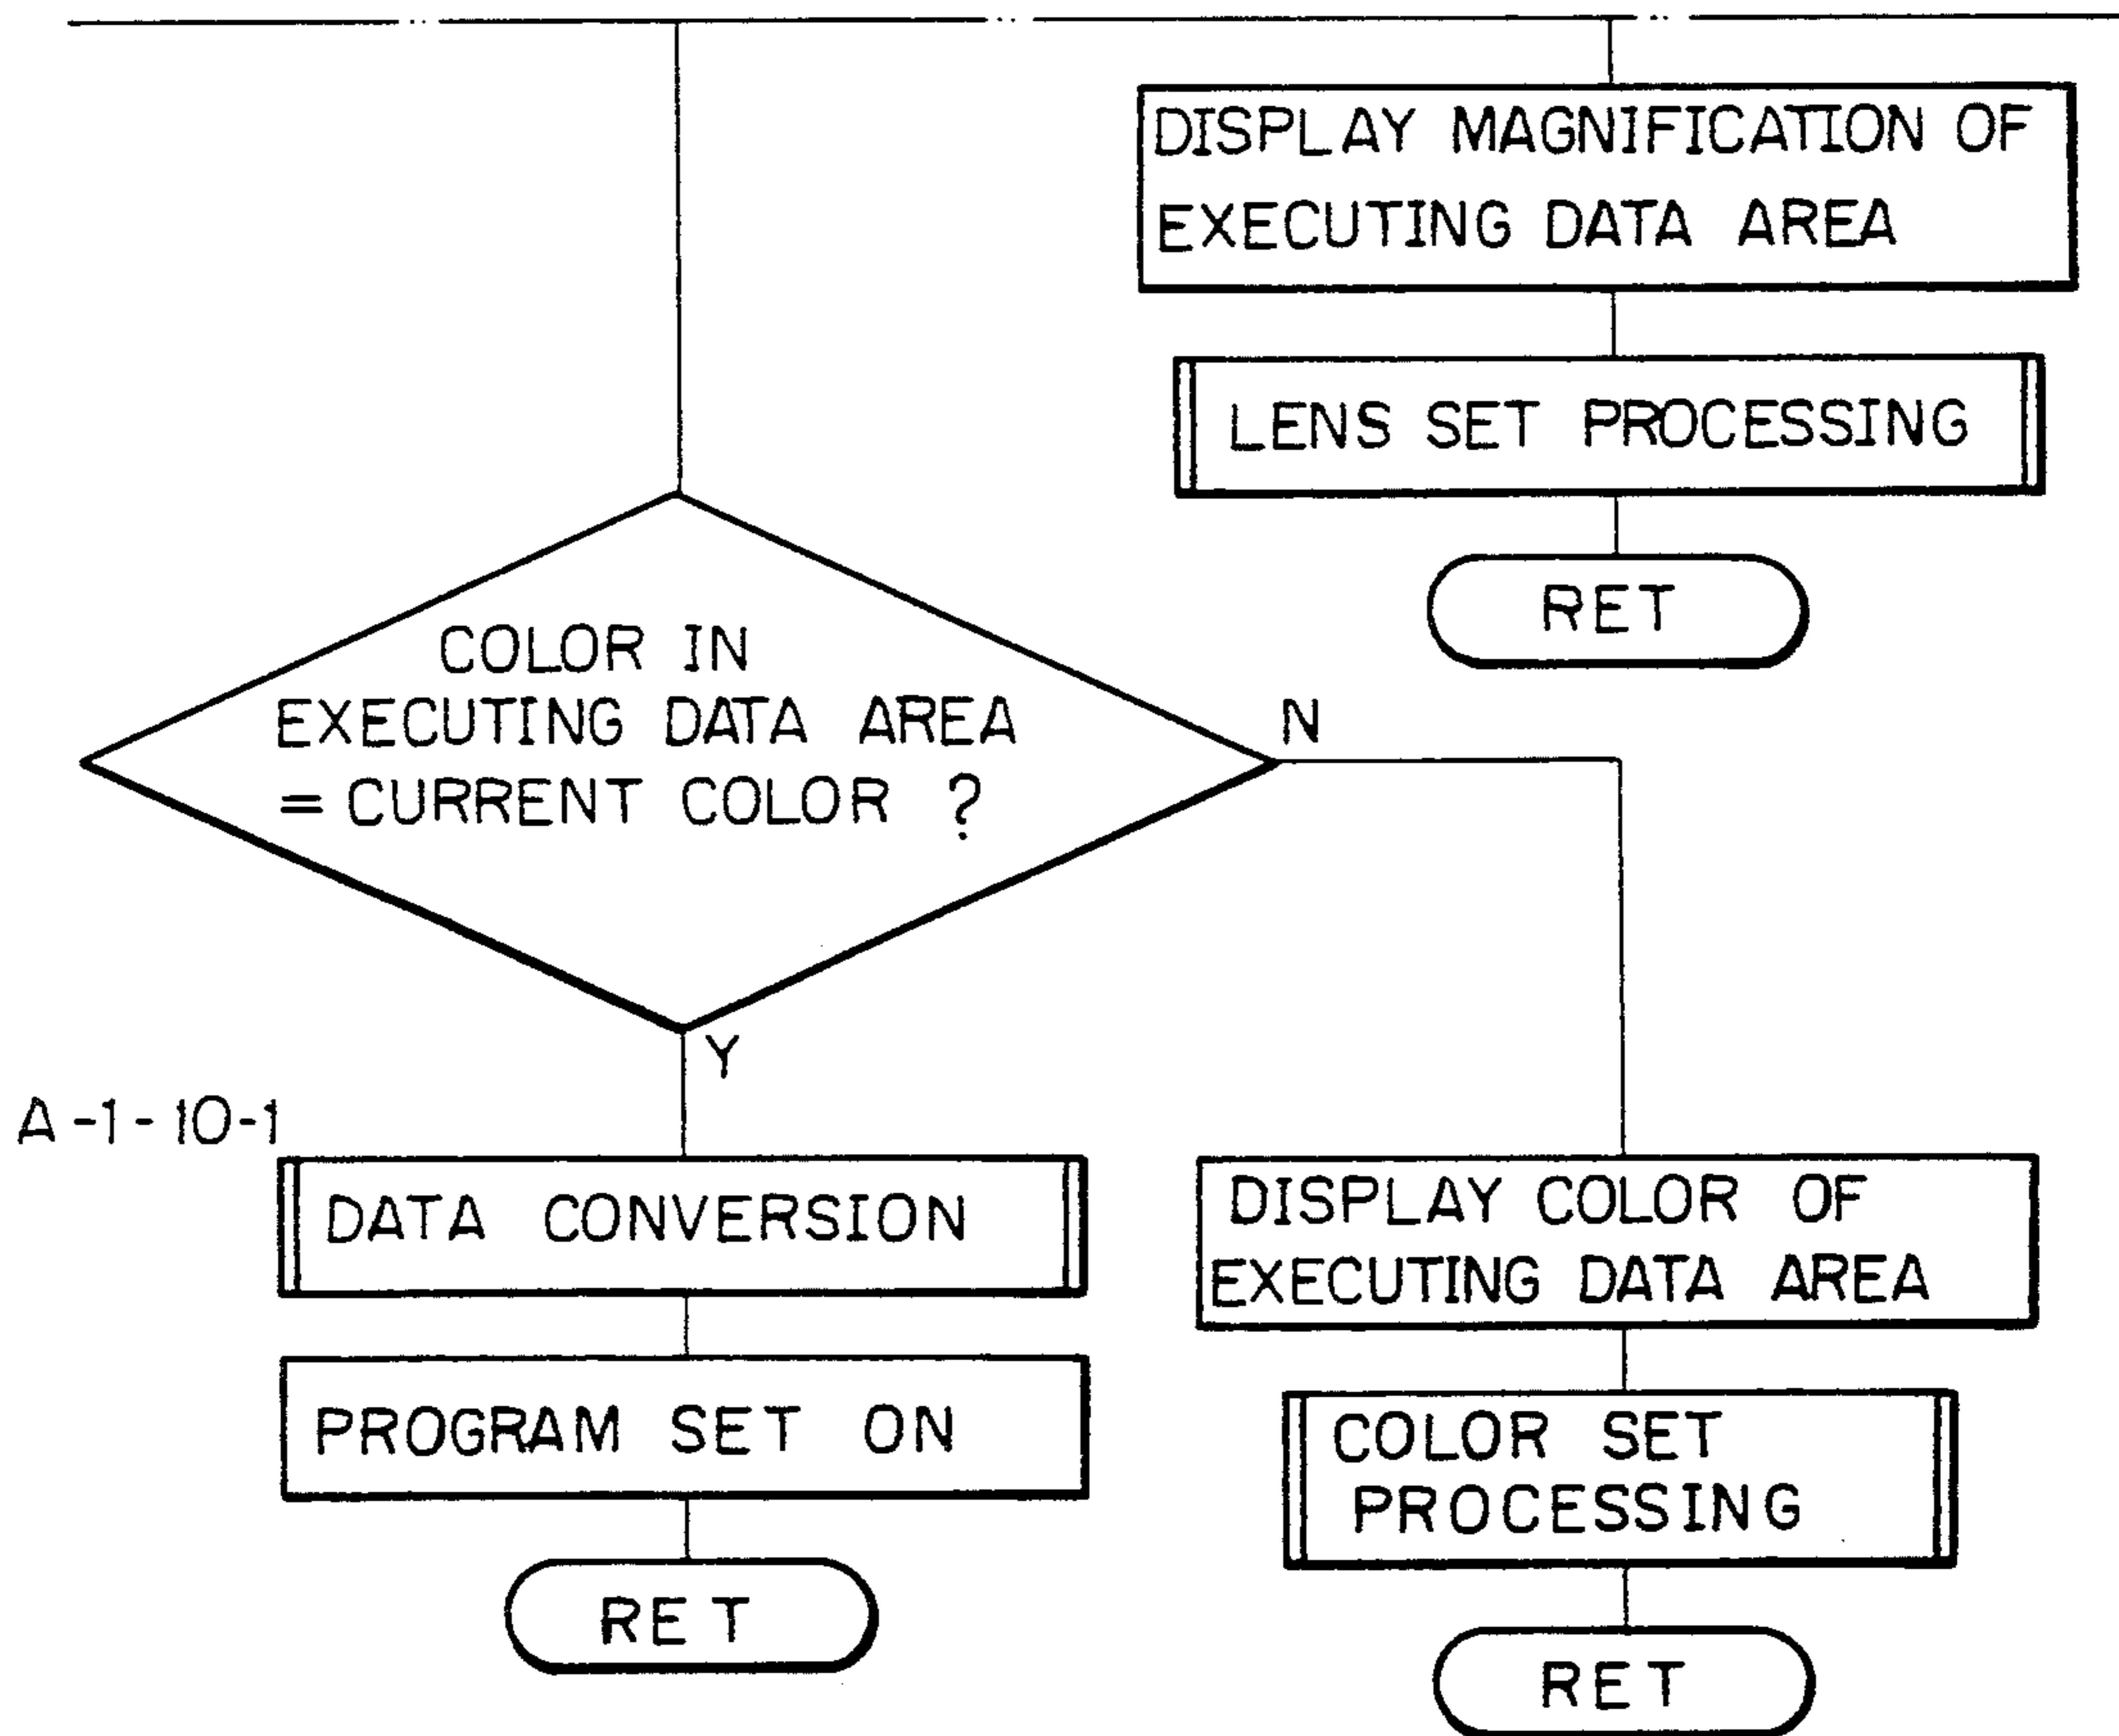 DISPLAY MAGNIFICATION OF
EXECUTING DATA AREA
LENS SET PROCESSING
RET
COLOR IN
EXECUTING DATA AREA
= CURRENT COLOR ?
N
Y
A-1-10-1
DATA CONVERSION
PROGRAM SET ON
RET
DISPLAY COLOR OF
EXECUTING DATA AREA
COLOR SET
PROCESSING
RET